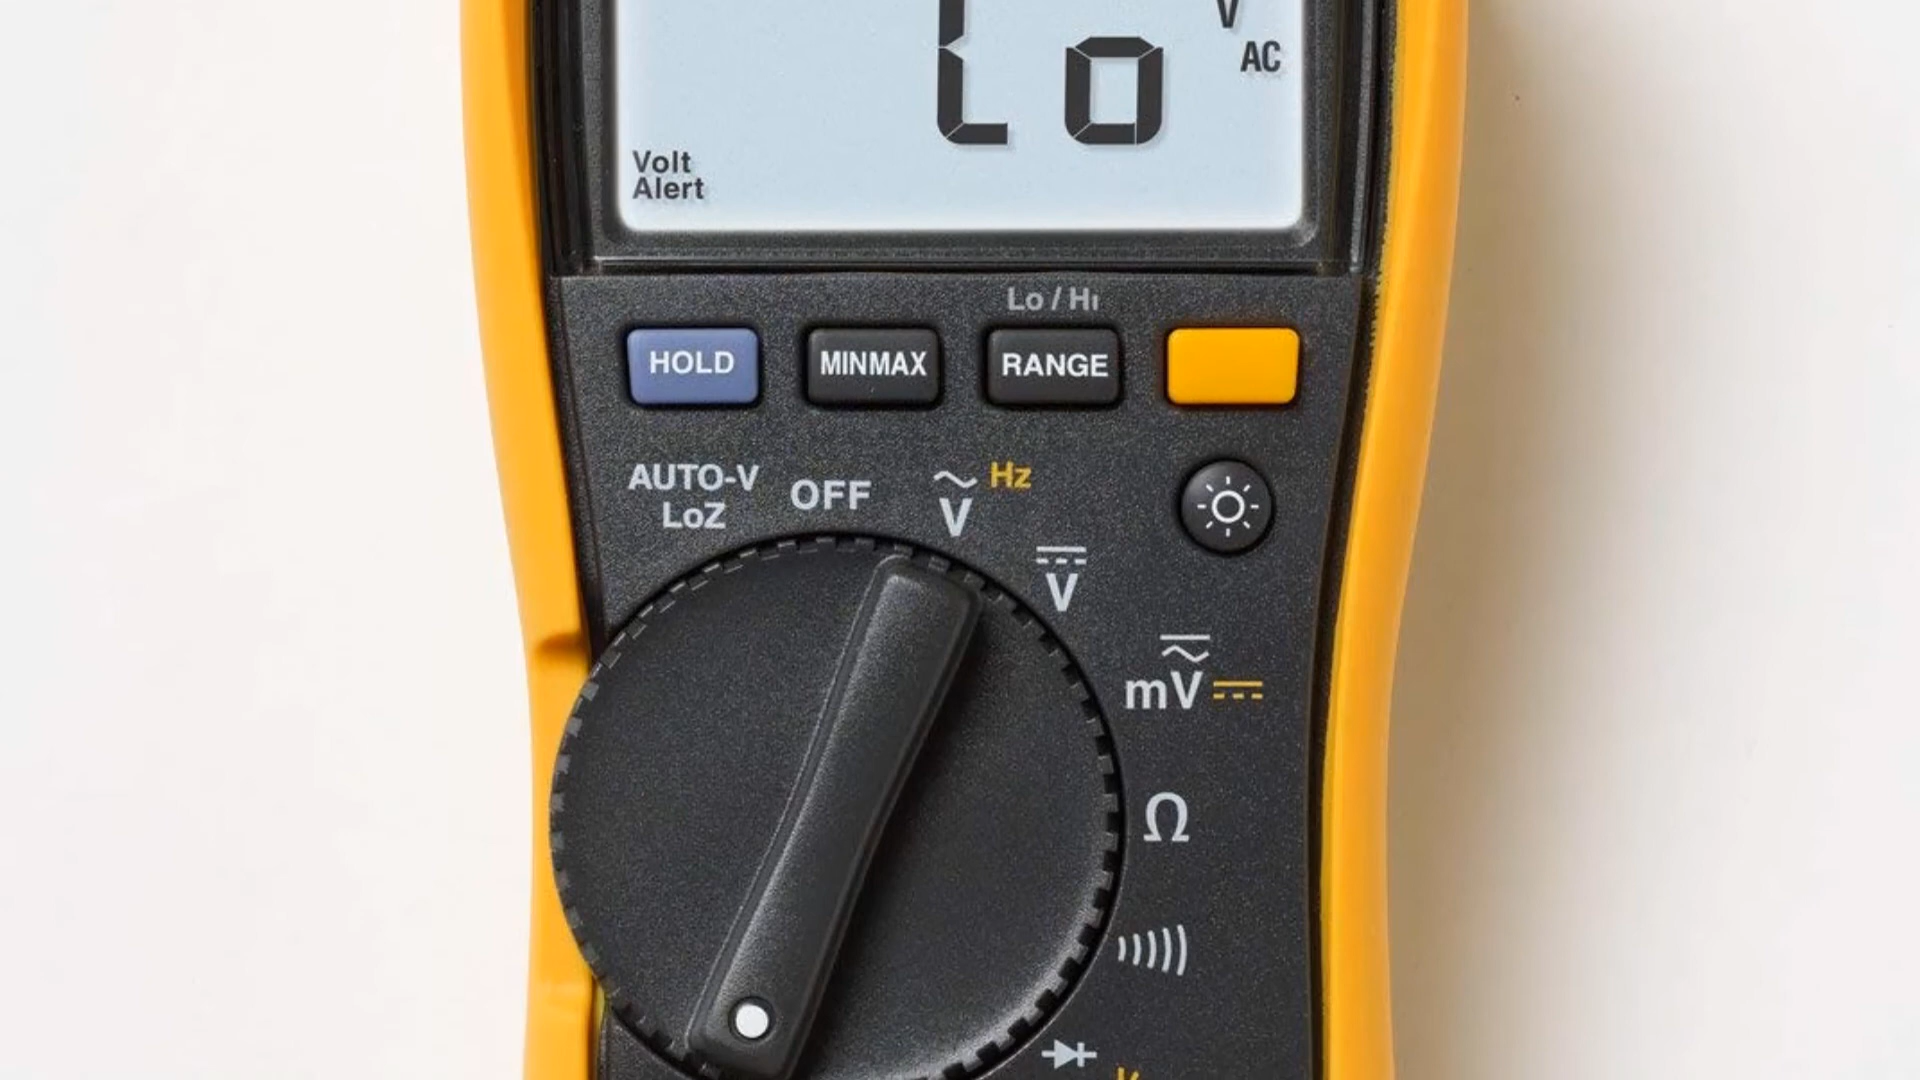 Lo
V
AC
Volt
Alert
Lo / Hi
HOLD
MINMAX
RANGE
AUTO-V
LoZ
OFF
Hz
V
V
mV
Ω